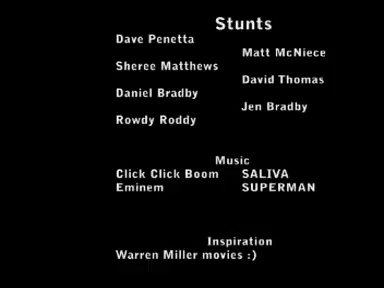 Stunts
Dave Penetta
Matt McNiece
Sheree Matthews
David Thomas
Daniel Bradby
Jen Bradby
Rowdy Roddy
Music
Click Click Boom SALIVA
Eminem SUPERMAN
Inspiration
Warren Miller movies :)